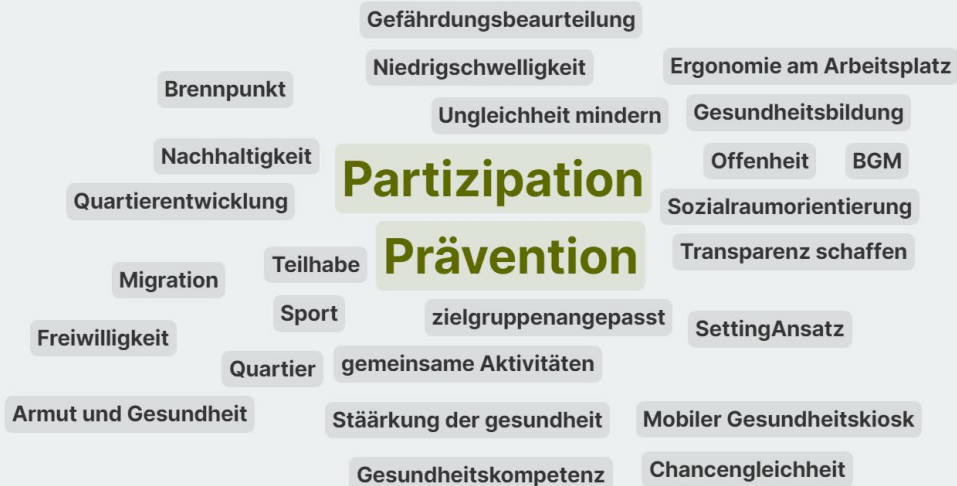 Gefährdungsbeurteilung
Niedrigschwelligkeit
Ergonomie am Arbeitsplatz
Brennpunkt
Ungleichheit mindern
Gesundheitsbildung
Nachhaltigkeit
Partizipation
Offenheit
BGM
Quartierentwicklung
Sozialraumorientierung
Teilhabe
Prävention
Transparenz schaffen
Migration
Sport
zielgruppenangepasst
SettingAnsatz
Freiwilligkeit
Quartier
gemeinsame Aktivitäten
Armut und Gesundheit
Stäärkung der gesundheit
Mobiler Gesundheitskiosk
Gesundheitskompetenz
Chancengleichheit